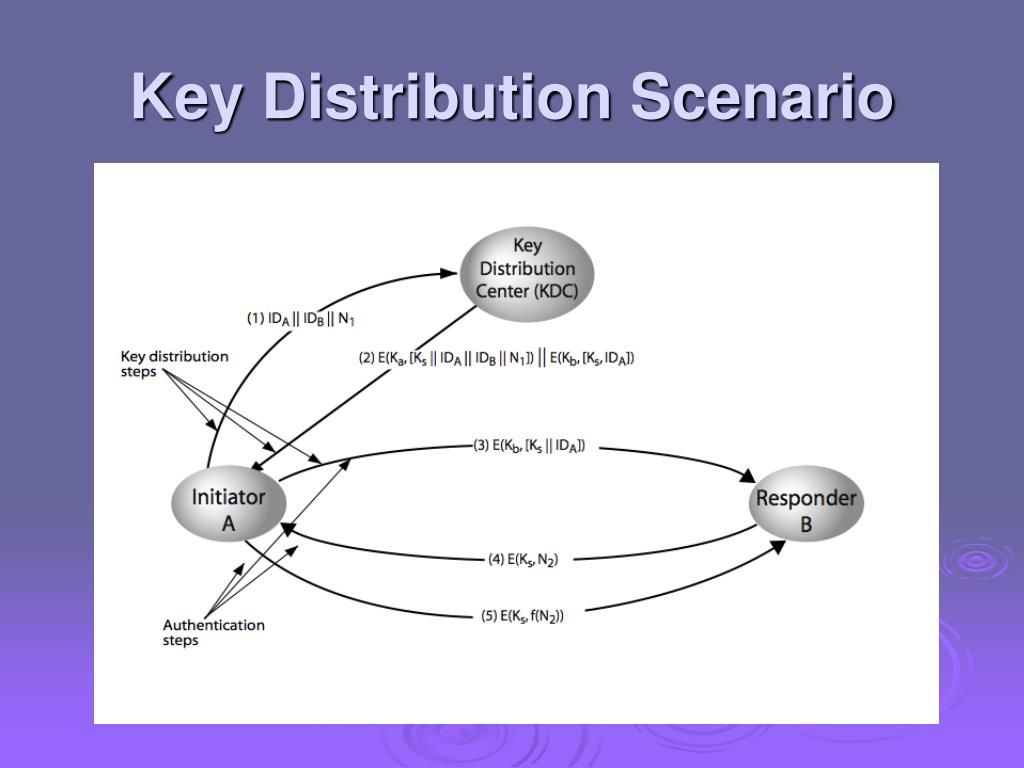 Key Distribution Scenario
Key
Distribution
Center (KDC)
(1) ID_A || ID_B || N_1
Key distribution
steps
(2) E(K_a, [K_s || ID_A || ID_B || N_1]) || E(K_b, [K_s, ID_A])
(3) E(K_b, [K_s || ID_A])
Initiator
A
Responder
B
(4) E(K_s, N_2)
(5) E(K_s, f(N_2))
Authentication
steps